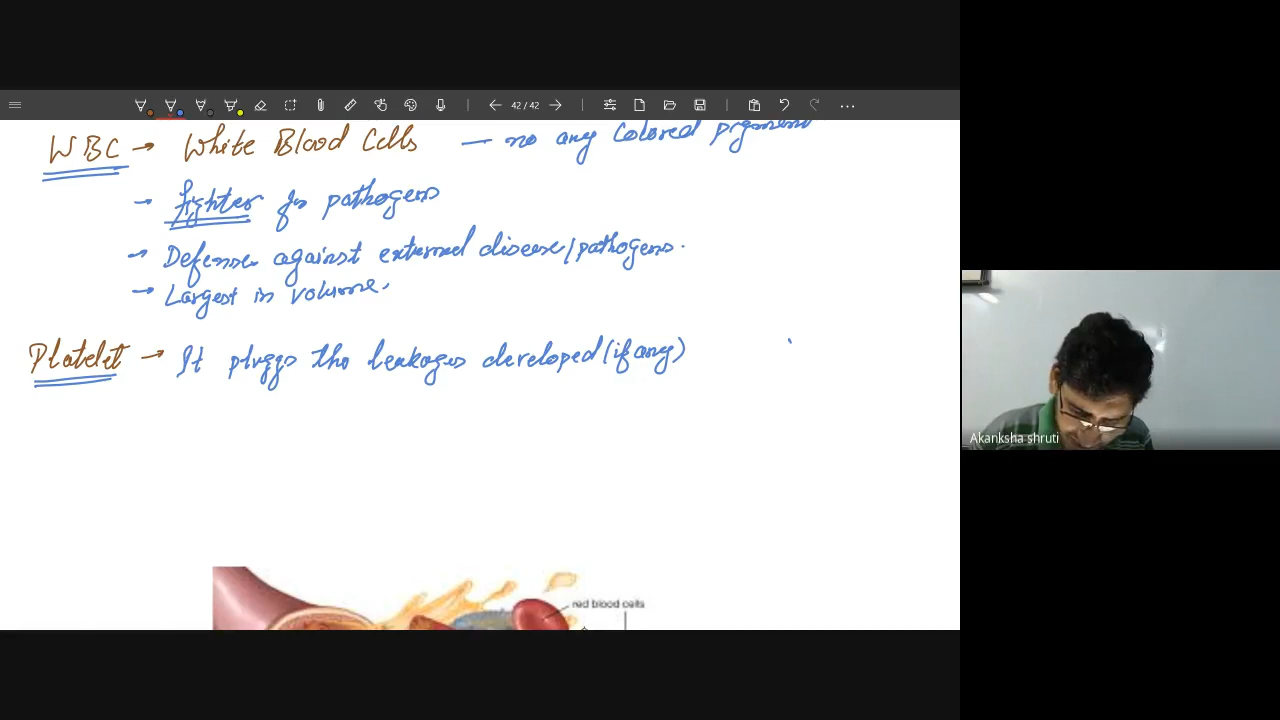 42 / 42
WBC → White Blood Cells — no any Colored pigment
→ fighter for pathogens
→ Defense against external disease/pathogens.
→ Largest in volume.
Platelet → It pluggs the leakages developed (if any)
red blood cells
Akanksha shruti